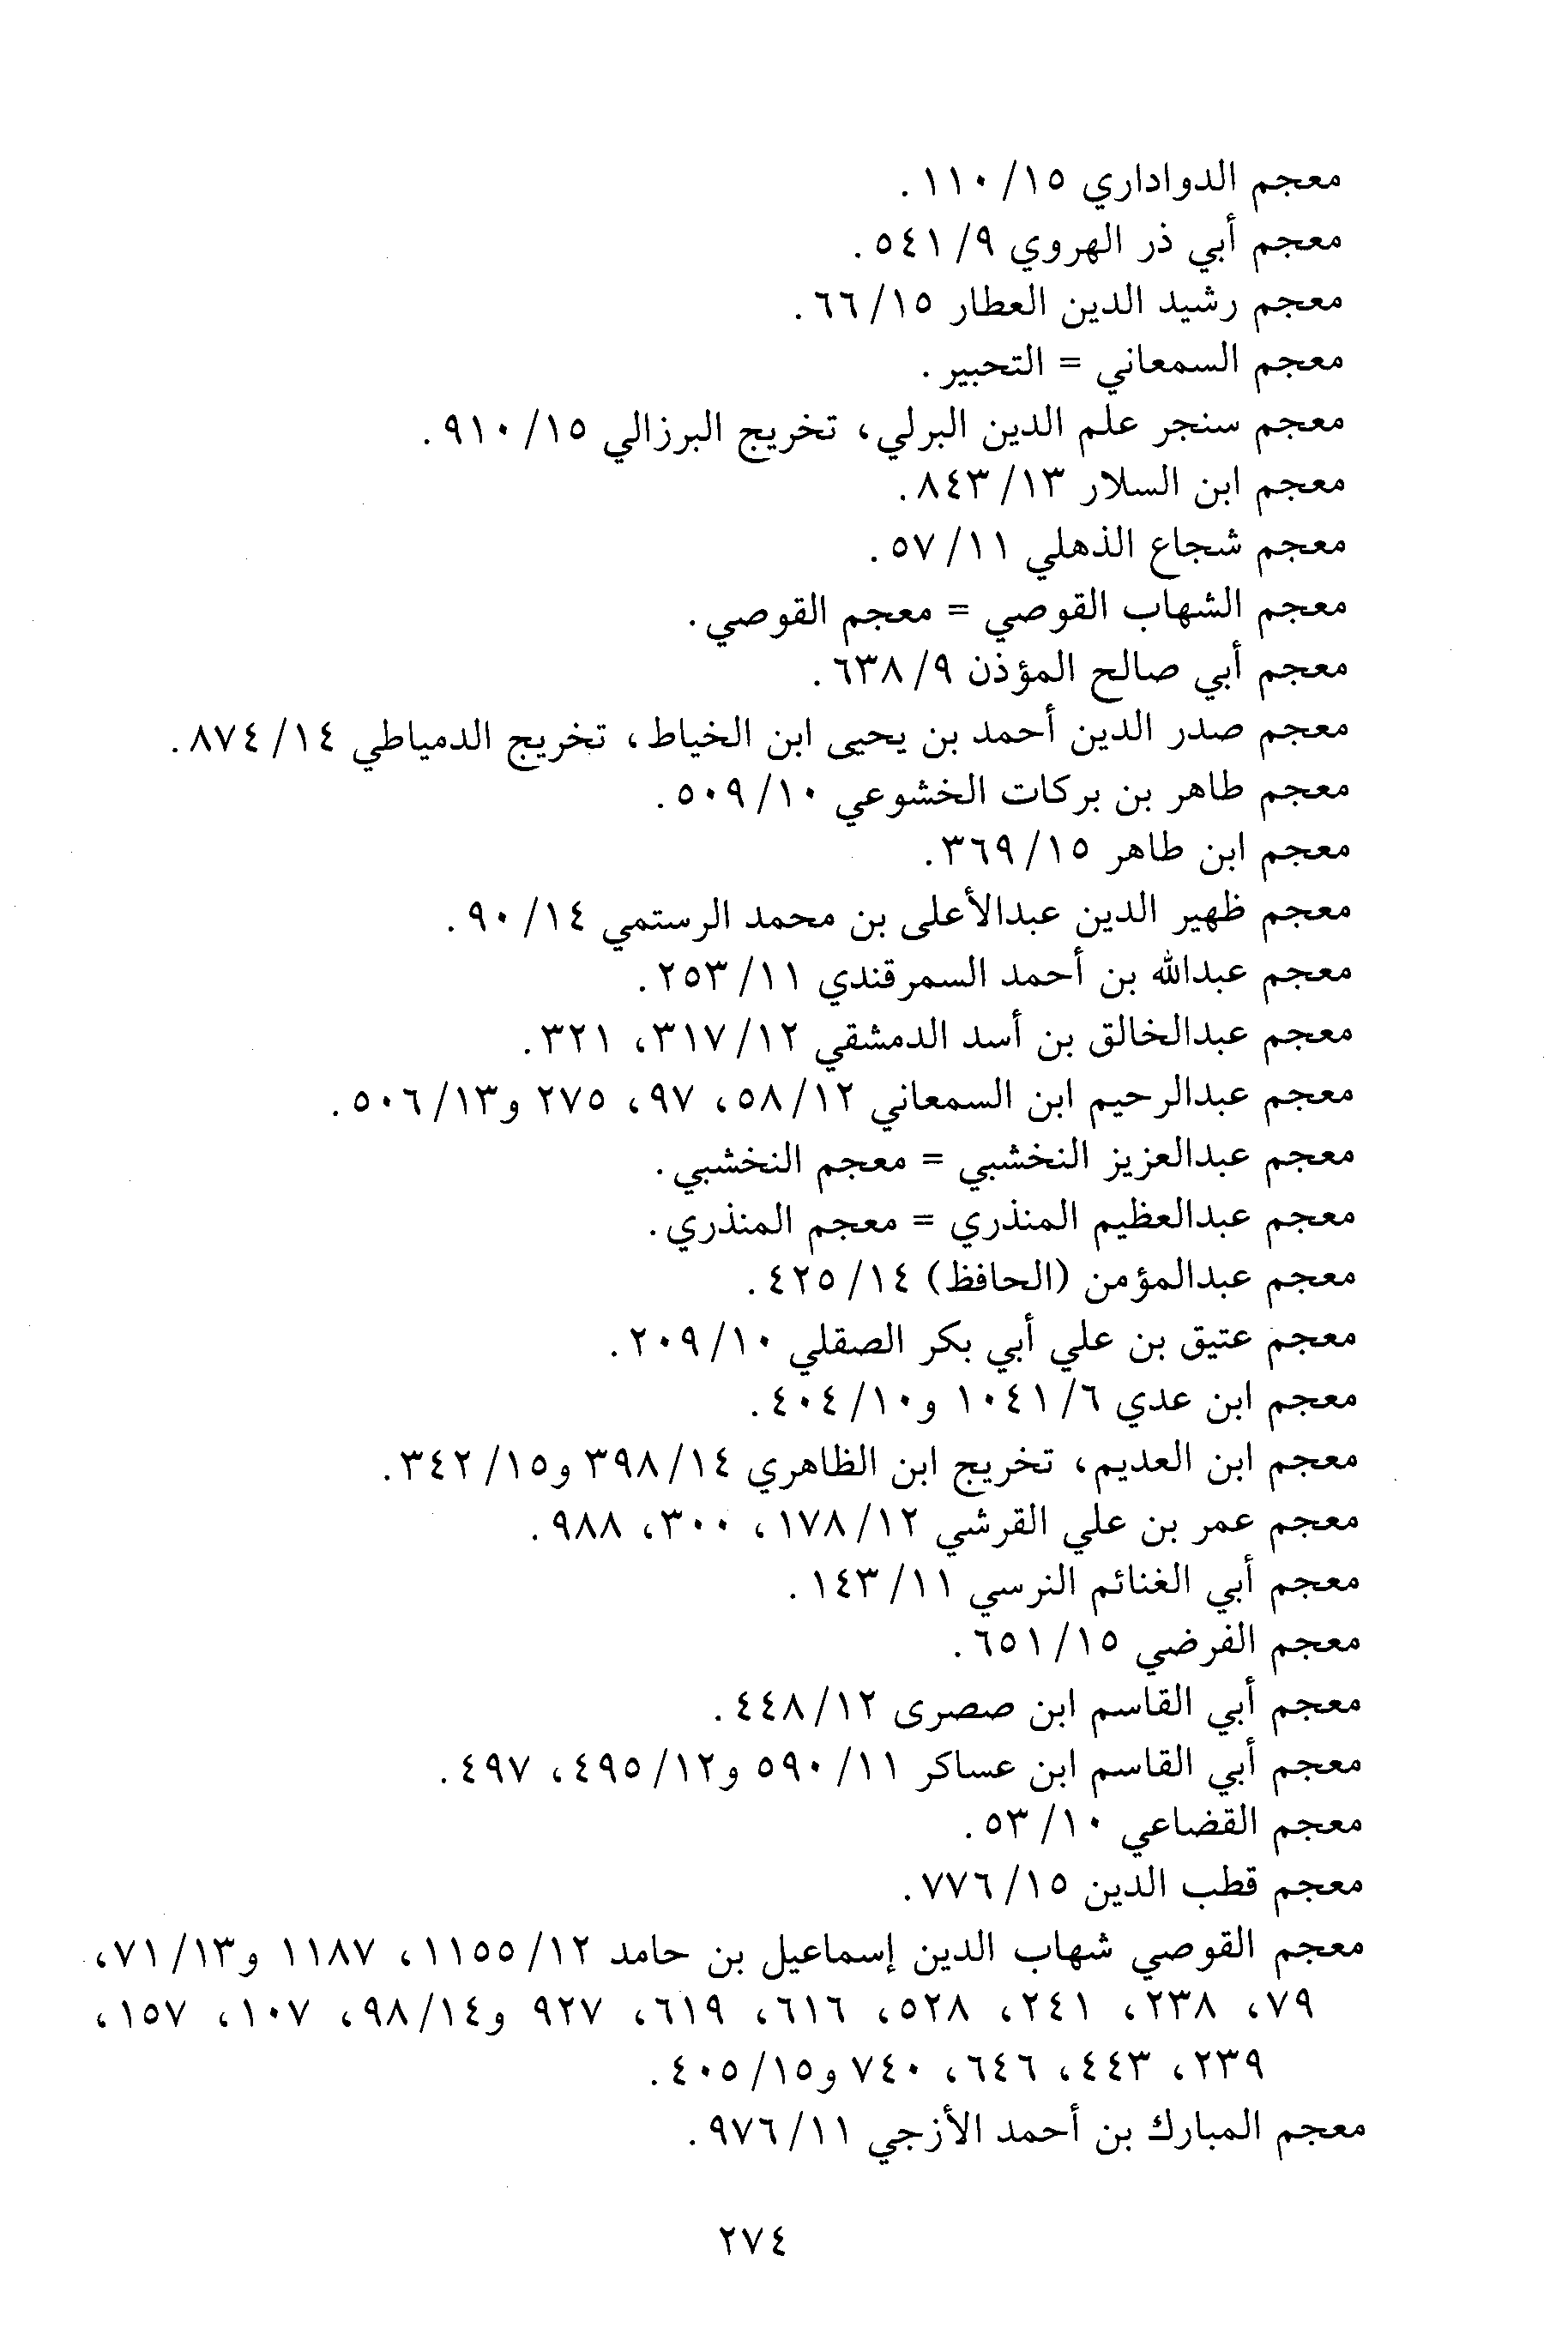 معجم الدواداري ١٥/ ١١٠.
معجم أبي ذر الهروي ٩/ ٥٤١.
معجم رشيد الدين العطار ١٥/ ٦٦.
معجم السمعاني = التحبير.
معجم سنجر علم الدين البرلي، تخريج البرزالي ١٥/ ٩١٠.
معجم ابن السلار ١٣/ ٨٤٣.
معجم شجاع الذهلي ١١/ ٥٧.
معجم الشهاب القوصي = معجم القوصي.
معجم أبي صالح المؤذن ٩/ ٦٣٨.
معجم صدر الدين أحمد بن يحيى ابن الخياط، تخريج الدمياطي ١٤/ ٨٧٤.
معجم طاهر بن بركات الخشوعي ١٠/ ٥٠٩.
معجم ابن طاهر ١٥/ ٣٦٩.
معجم ظهير الدين عبدالأعلى بن محمد الرستمي ١٤/ ٩٠.
معجم عبدالله بن أحمد السمرقندي ١١/ ٢٥٣.
معجم عبدالخالق بن أسد الدمشقي ١٢/ ٣١٧، ٣٢١.
معجم عبدالرحيم ابن السمعاني ١٢/ ٥٨، ٩٧، ٢٧٥ و١٣/ ٥٠٦.
معجم عبدالعزيز النخشبي = معجم النخشبي.
معجم عبدالعظيم المنذري = معجم المنذري.
معجم عبدالمؤمن (الحافظ) ١٤/ ٤٢٥.
معجم عتيق بن علي أبي بكر الصقلي ١٠/ ٢٠٩.
معجم ابن عدي ٦/ ١٠٤١ و١٠/ ٤٠٤.
معجم ابن العديم، تخريج ابن الظاهري ١٤/ ٣٩٨ و١٥/ ٣٤٢.
معجم عمر بن علي القرشي ١٢/ ١٧٨، ٣٠٠، ٩٨٨.
معجم أبي الغنائم النرسي ١١/ ١٤٣.
معجم الفرضي ١٥/ ٦٥١.
معجم أبي القاسم ابن صصرى ١٢/ ٤٤٨.
معجم أبي القاسم ابن عساكر ١١/ ٥٩٠ و١٢/ ٤٩٥، ٤٩٧.
معجم القضاعي ١٠/ ٥٣.
معجم قطب الدين ١٥/ ٧٧٦.
معجم القوصي شهاب الدين إسماعيل بن حامد ١٢/ ١١٥٥، ١١٨٧ و١٣/ ٧١،
٧٩، ٢٣٨، ٢٤١، ٥٢٨، ٦١٦، ٦١٩، ٩٢٧ و١٤/ ٩٨، ١٠٧، ١٥٧،
٢٣٩، ٤٤٣، ٦٤٦، ٧٤٠ و١٥/ ٤٠٥.
معجم المبارك بن أحمد الأزجي ١١/ ٩٧٦.
٢٧٤